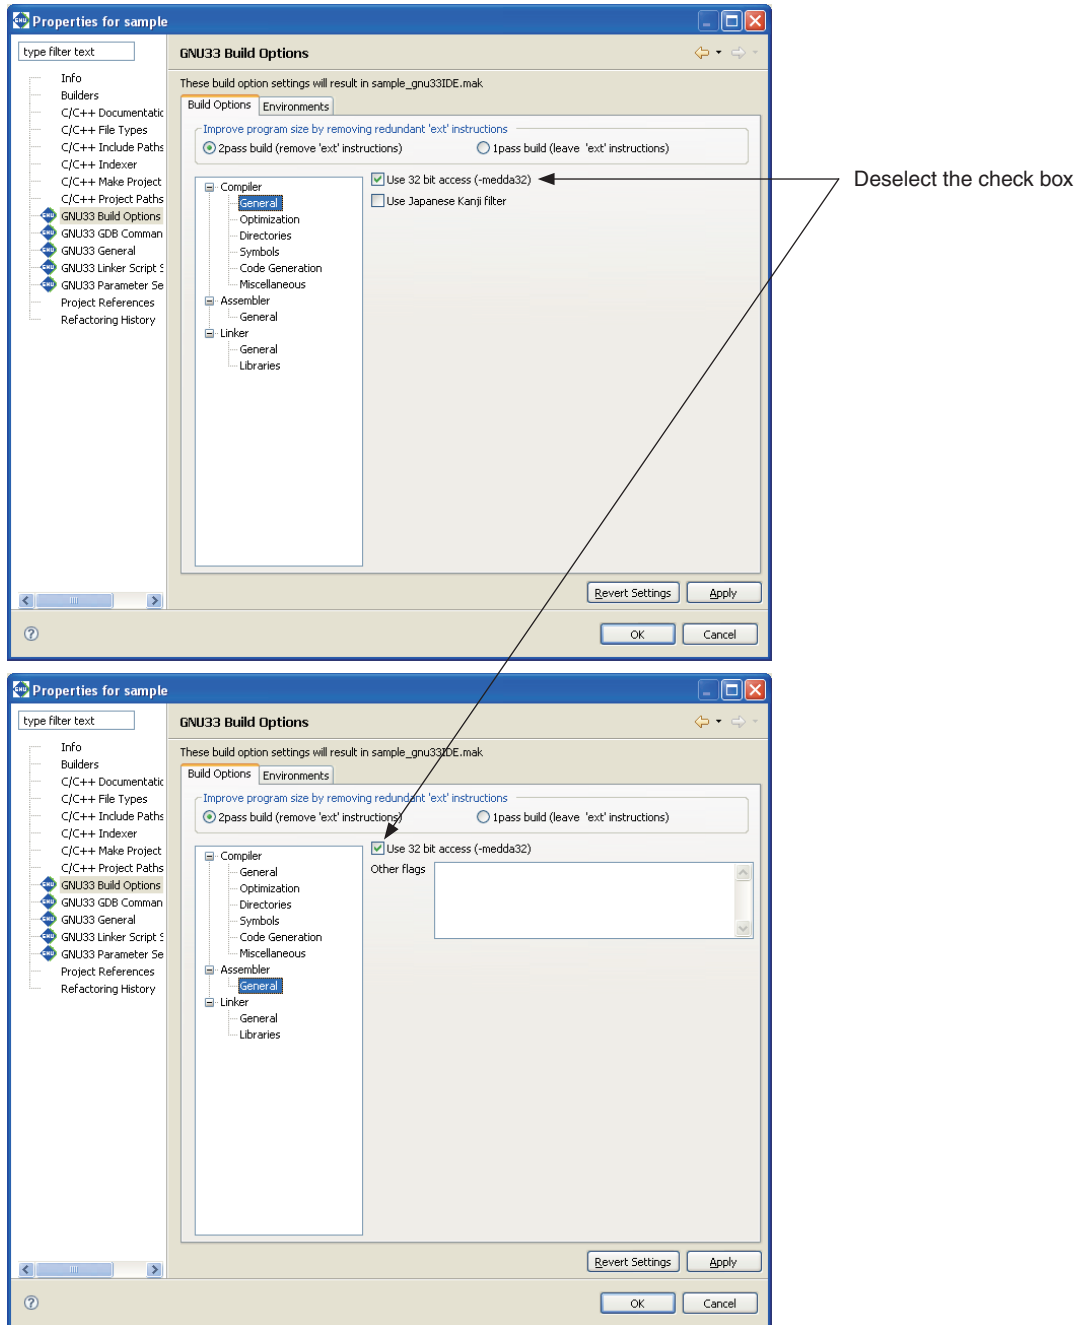 Properties for sample
type filter text
GNU33 Build Options
Info
Builders
C/C++ Documentatic
C/C++ File Types
C/C++ Include Paths
C/C++ Indexer
C/C++ Make Project
C/C++ Project Paths
GNU33 Build Options
GNU33 GDB Comman
GNU33 General
GNU33 Linker Script S
GNU33 Parameter Se
Project References
Refactoring History
These build option settings will result in sample_gnu33IDE.mak
Build Options Environments
Improve program size by removing redundant 'ext' instructions
2pass build (remove 'ext' instructions) 1pass build (leave 'ext' instructions)
Compiler
General
Optimization
Directories
Symbols
Code Generation
Miscellaneous
Assembler
General
Linker
General
Libraries
Use 32 bit access (-medda32)
Use Japanese Kanji filter
Deselect the check box
Revert Settings Apply
OK Cancel
Properties for sample
type filter text
GNU33 Build Options
Info
Builders
C/C++ Documentatic
C/C++ File Types
C/C++ Include Paths
C/C++ Indexer
C/C++ Make Project
C/C++ Project Paths
GNU33 Build Options
GNU33 GDB Comman
GNU33 General
GNU33 Linker Script S
GNU33 Parameter Se
Project References
Refactoring History
These build option settings will result in sample_gnu33IDE.mak
Build Options Environments
Improve program size by removing redundant 'ext' instructions
2pass build (remove 'ext' instructions) 1pass build (leave 'ext' instructions)
Compiler
General
Optimization
Directories
Symbols
Code Generation
Miscellaneous
Assembler
General
Linker
General
Libraries
Use 32 bit access (-medda32)
Other flags
Revert Settings Apply
OK Cancel